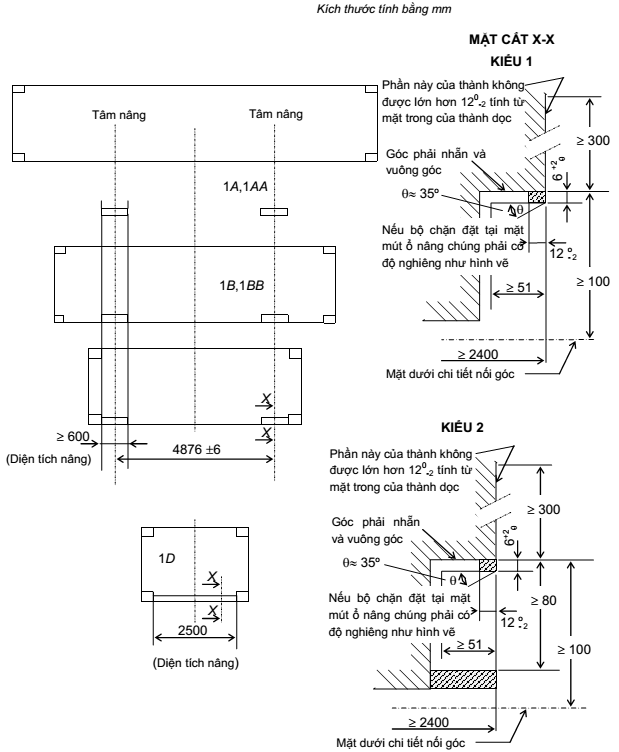 Kích thước tính bằng mm
MẶT CẮT X-X
KIỂU 1
Phần này của thành không
được lớn hơn 12⁰₋₂ tính từ
mặt trong của thành dọc
Tâm nâng
Tâm nâng
≥ 300
6⁺²₀
Góc phải nhẵn và
vuông góc
1A,1AA
θ≈ 35º
θ
Nếu bộ chặn đặt tại mặt
mút ổ nâng chúng phải có
độ nghiêng như hình vẽ
12⁰₋₂
1B,1BB
≥ 51
≥ 100
≥ 2400
Mặt dưới chi tiết nối góc
X
X
≥ 600
(Diện tích nâng)
4876 ±6
KIỂU 2
Phần này của thành không
được lớn hơn 12⁰₋₂ tính từ
mặt trong của thành dọc
≥ 300
Góc phải nhẵn
và vuông góc
6⁺²₀
1D
θ≈ 35º
θ
X
X
Nếu bộ chặn đặt tại mặt
mút ổ nâng chúng phải có
độ nghiêng như hình vẽ
≥ 80
12⁰₋₂
2500
≥ 51
≥ 100
(Diện tích nâng)
≥ 2400
Mặt dưới chi tiết nối góc